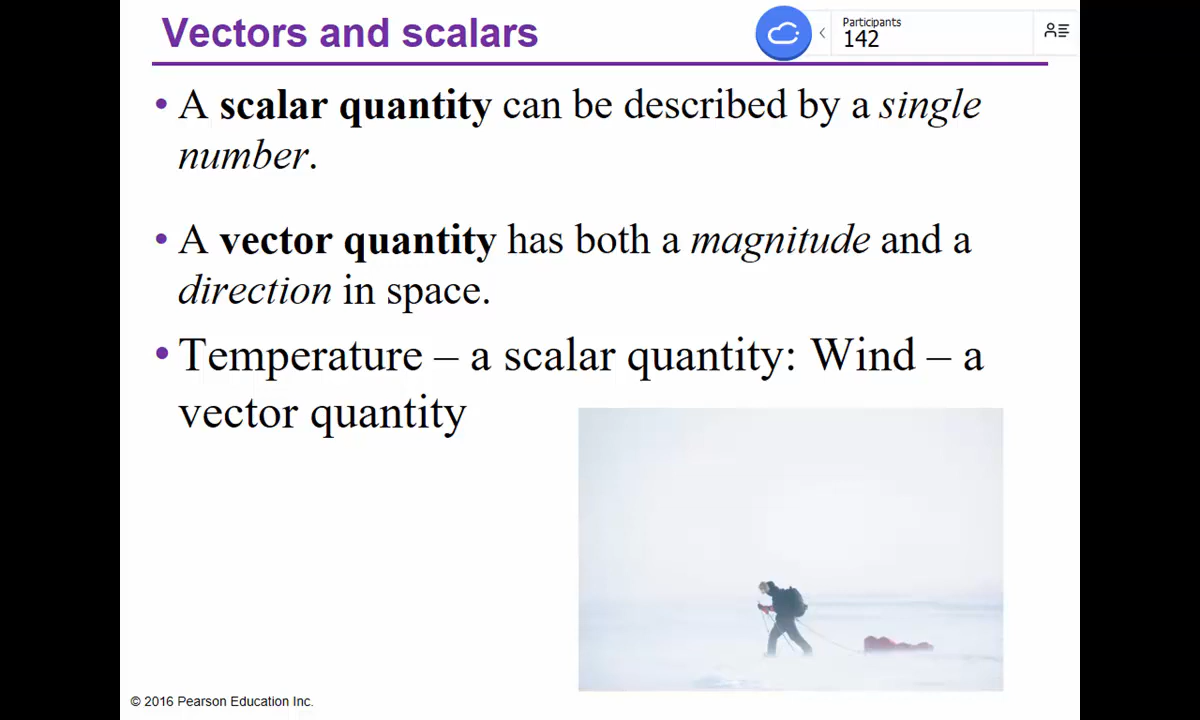 Vectors and scalars
Participants
142
• A scalar quantity can be described by a single
number.
• A vector quantity has both a magnitude and a
direction in space.
• Temperature – a scalar quantity: Wind – a
vector quantity
© 2016 Pearson Education Inc.